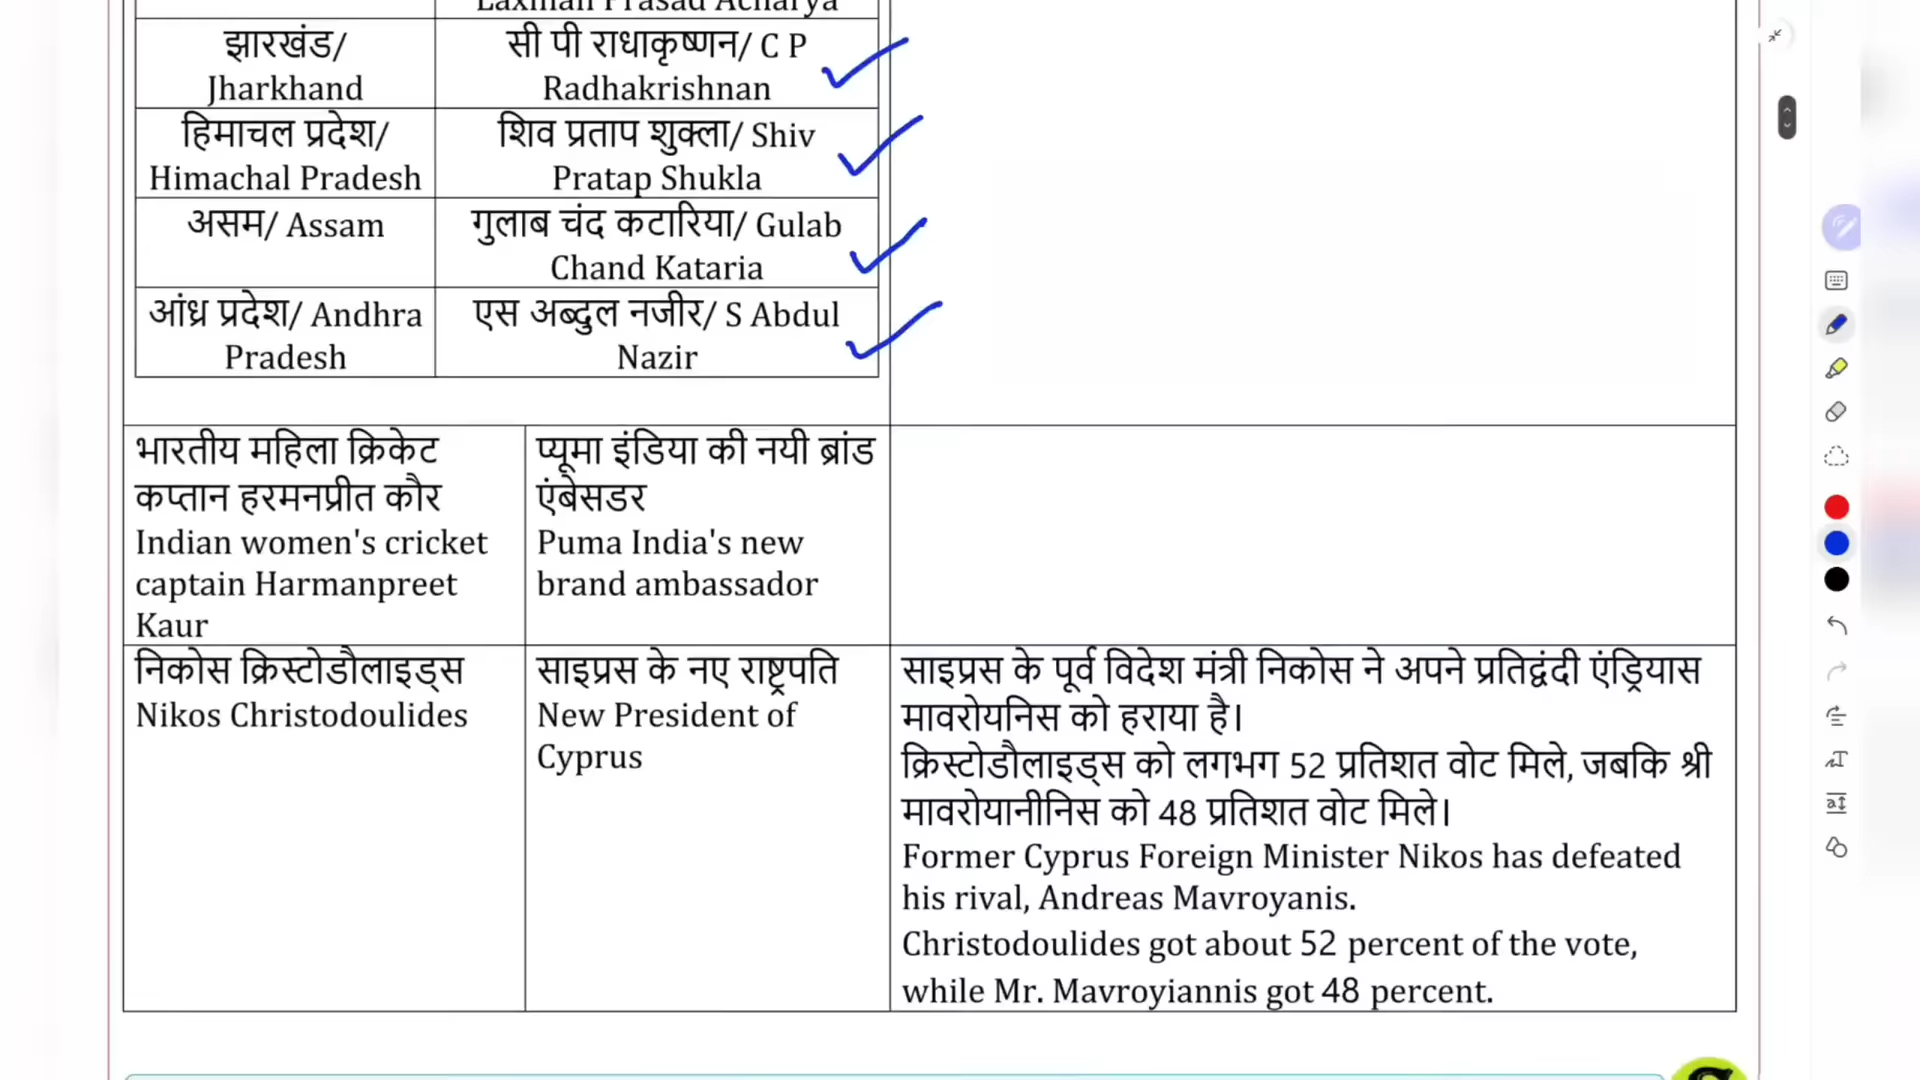 Laxman Prasad Acharya
झारखंड/
Jharkhand
सी पी राधाकृष्णन/ C P
Radhakrishnan
हिमाचल प्रदेश/
Himachal Pradesh
शिव प्रताप शुक्ला/ Shiv
Pratap Shukla
असम/ Assam
गुलाब चंद कटारिया/ Gulab
Chand Kataria
आंध्र प्रदेश/ Andhra
Pradesh
एस अब्दुल नजीर/ S Abdul
Nazir
भारतीय महिला क्रिकेट
कप्तान हरमनप्रीत कौर
Indian women's cricket
captain Harmanpreet
Kaur
प्यूमा इंडिया की नयी ब्रांड
एंबेसडर
Puma India's new
brand ambassador
निकोस क्रिस्टोडौलाइड्स
Nikos Christodoulides
साइप्रस के नए राष्ट्रपति
New President of
Cyprus
साइप्रस के पूर्व विदेश मंत्री निकोस ने अपने प्रतिद्वंदी एंड्रियास
मावरोयनिस को हराया है।
क्रिस्टोडौलाइड्स को लगभग 52 प्रतिशत वोट मिले, जबकि श्री
मावरोयानीनिस को 48 प्रतिशत वोट मिले।
Former Cyprus Foreign Minister Nikos has defeated
his rival, Andreas Mavroyanis.
Christodoulides got about 52 percent of the vote,
while Mr. Mavroyiannis got 48 percent.